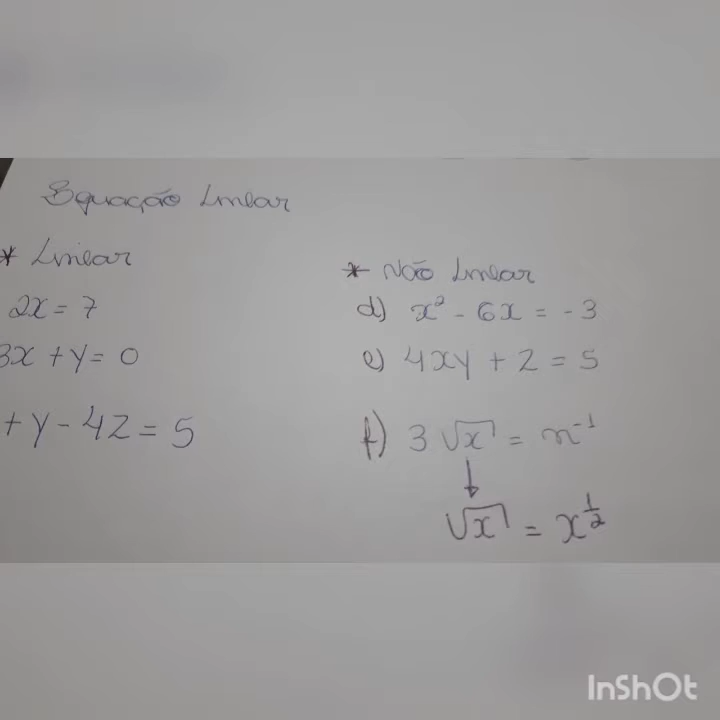 Equação Linear
* Linear
2x = 7
3x + y = 0
+ y - 4z = 5
* Não Linear
d) x² - 6x = -3
e) 4xy + z = 5
f) 3 √x = n⁻¹
↓
√x = x^½
InShOt